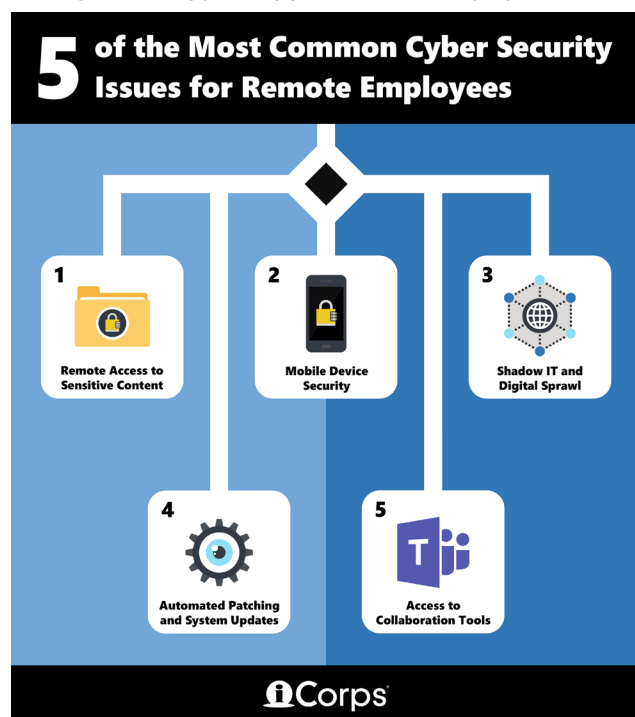 5 of the Most Common Cyber Security
Issues for Remote Employees
1
Remote Access to
Sensitive Content
2
Mobile Device
Security
3
Shadow IT and
Digital Sprawl
4
Automated Patching
and System Updates
5
T
Access to
Collaboration Tools
iCorps